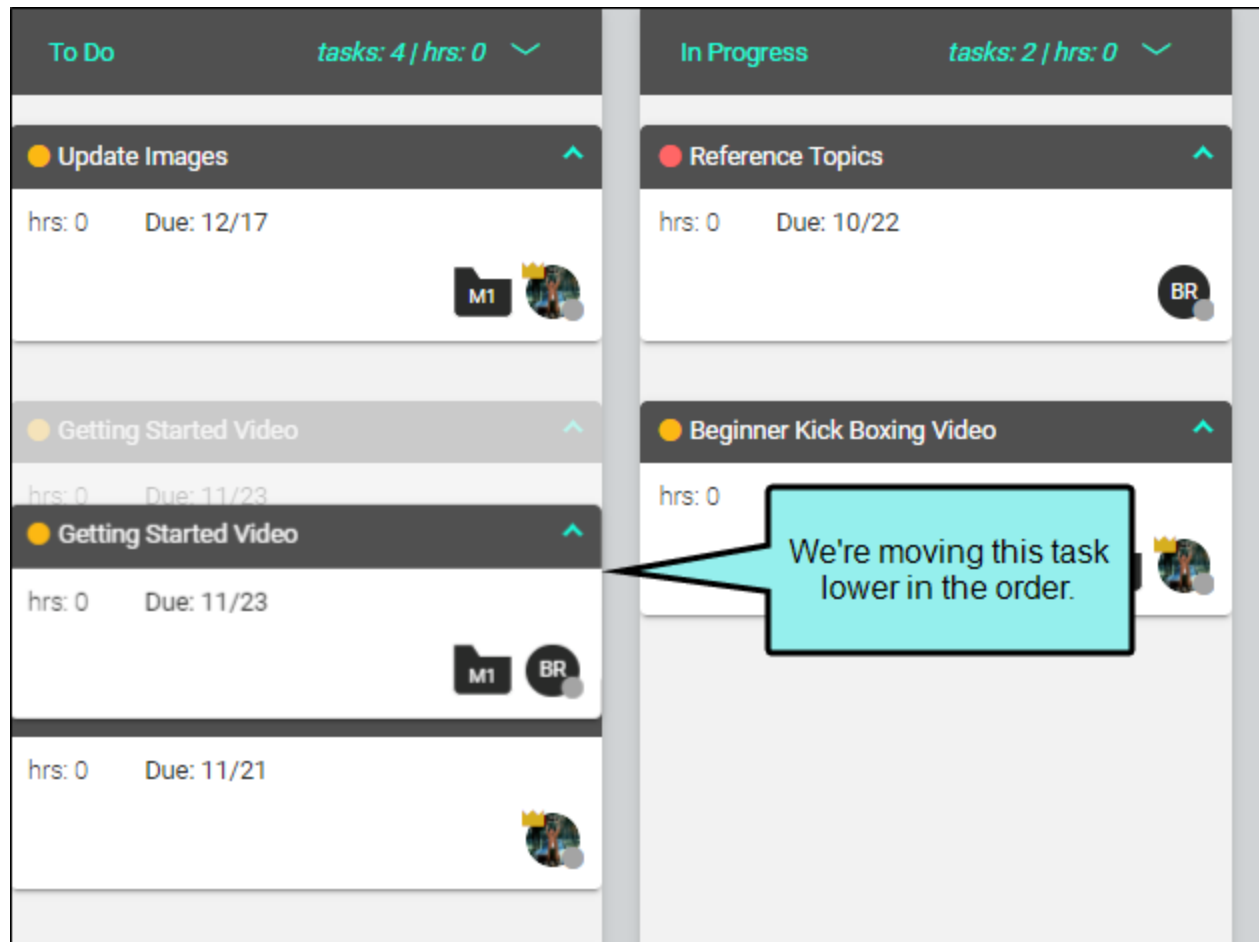 To Do tasks: 4 | hrs: 0
Update Images
hrs: 0 Due: 12/17
M1
Getting Started Video
hrs: 0 Due: 11/23
Getting Started Video
hrs: 0 Due: 11/23
M1 BR
hrs: 0 Due: 11/21
In Progress tasks: 2 | hrs: 0
Reference Topics
hrs: 0 Due: 10/22
BR
Beginner Kick Boxing Video
hrs: 0
We're moving this task
lower in the order.